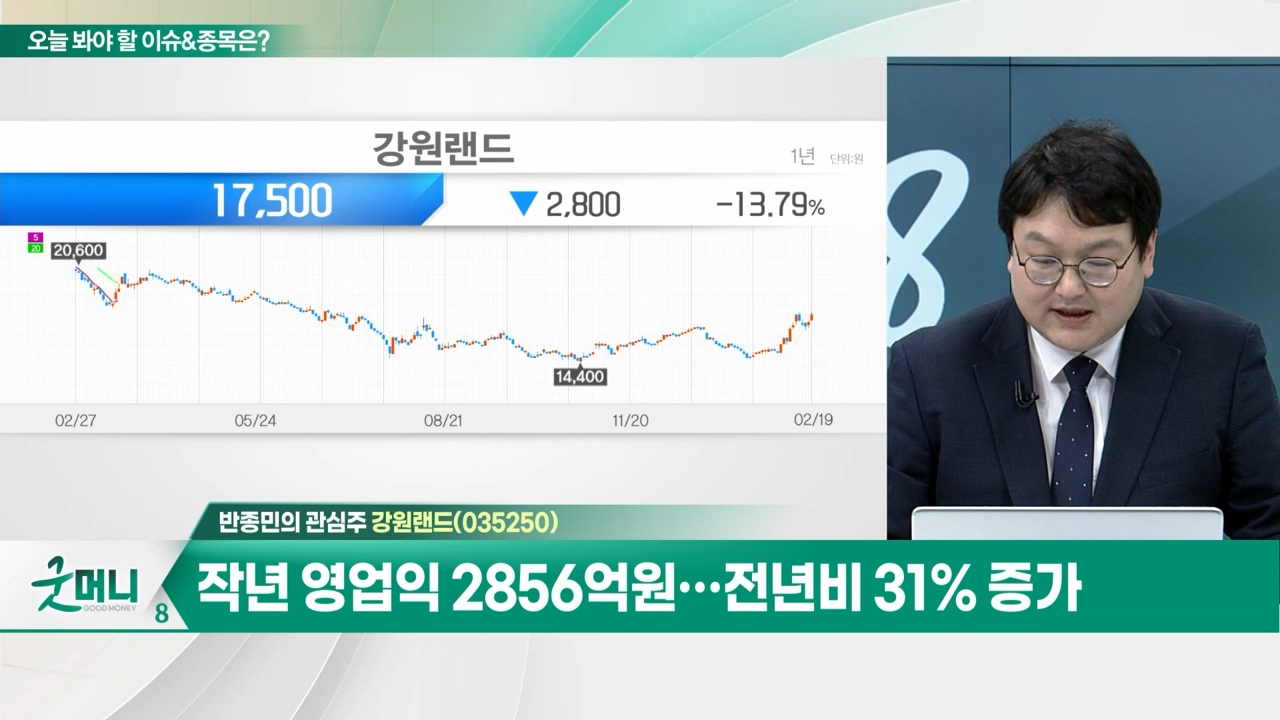 오늘 봐야 할 이슈&종목은?
강원랜드
1년 단위:원
17,500 ▼ 2,800 -13.79%
5
20
20,600
14,400
02/27 05/24 08/21 11/20 02/19
8
반종민의 관심주 강원랜드(035250)
굿머니
GOOD MONEY
8
작년 영업익 2856억원…전년비 31% 증가